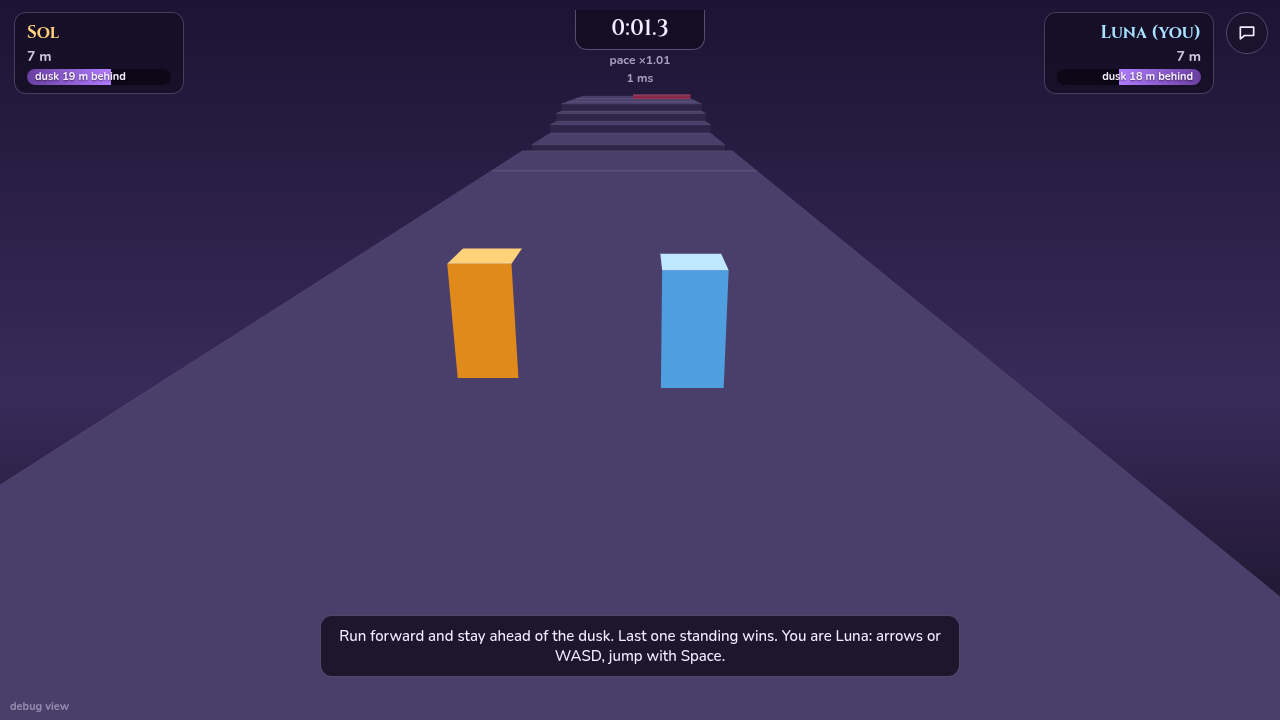 Sol
7 m
dusk 19 m behind
0:01.3
pace ×1.01
1 ms
Luna (you)
7 m
dusk 18 m behind
Run forward and stay ahead of the dusk. Last one standing wins. You are Luna: arrows or
WASD, jump with Space.
debug view